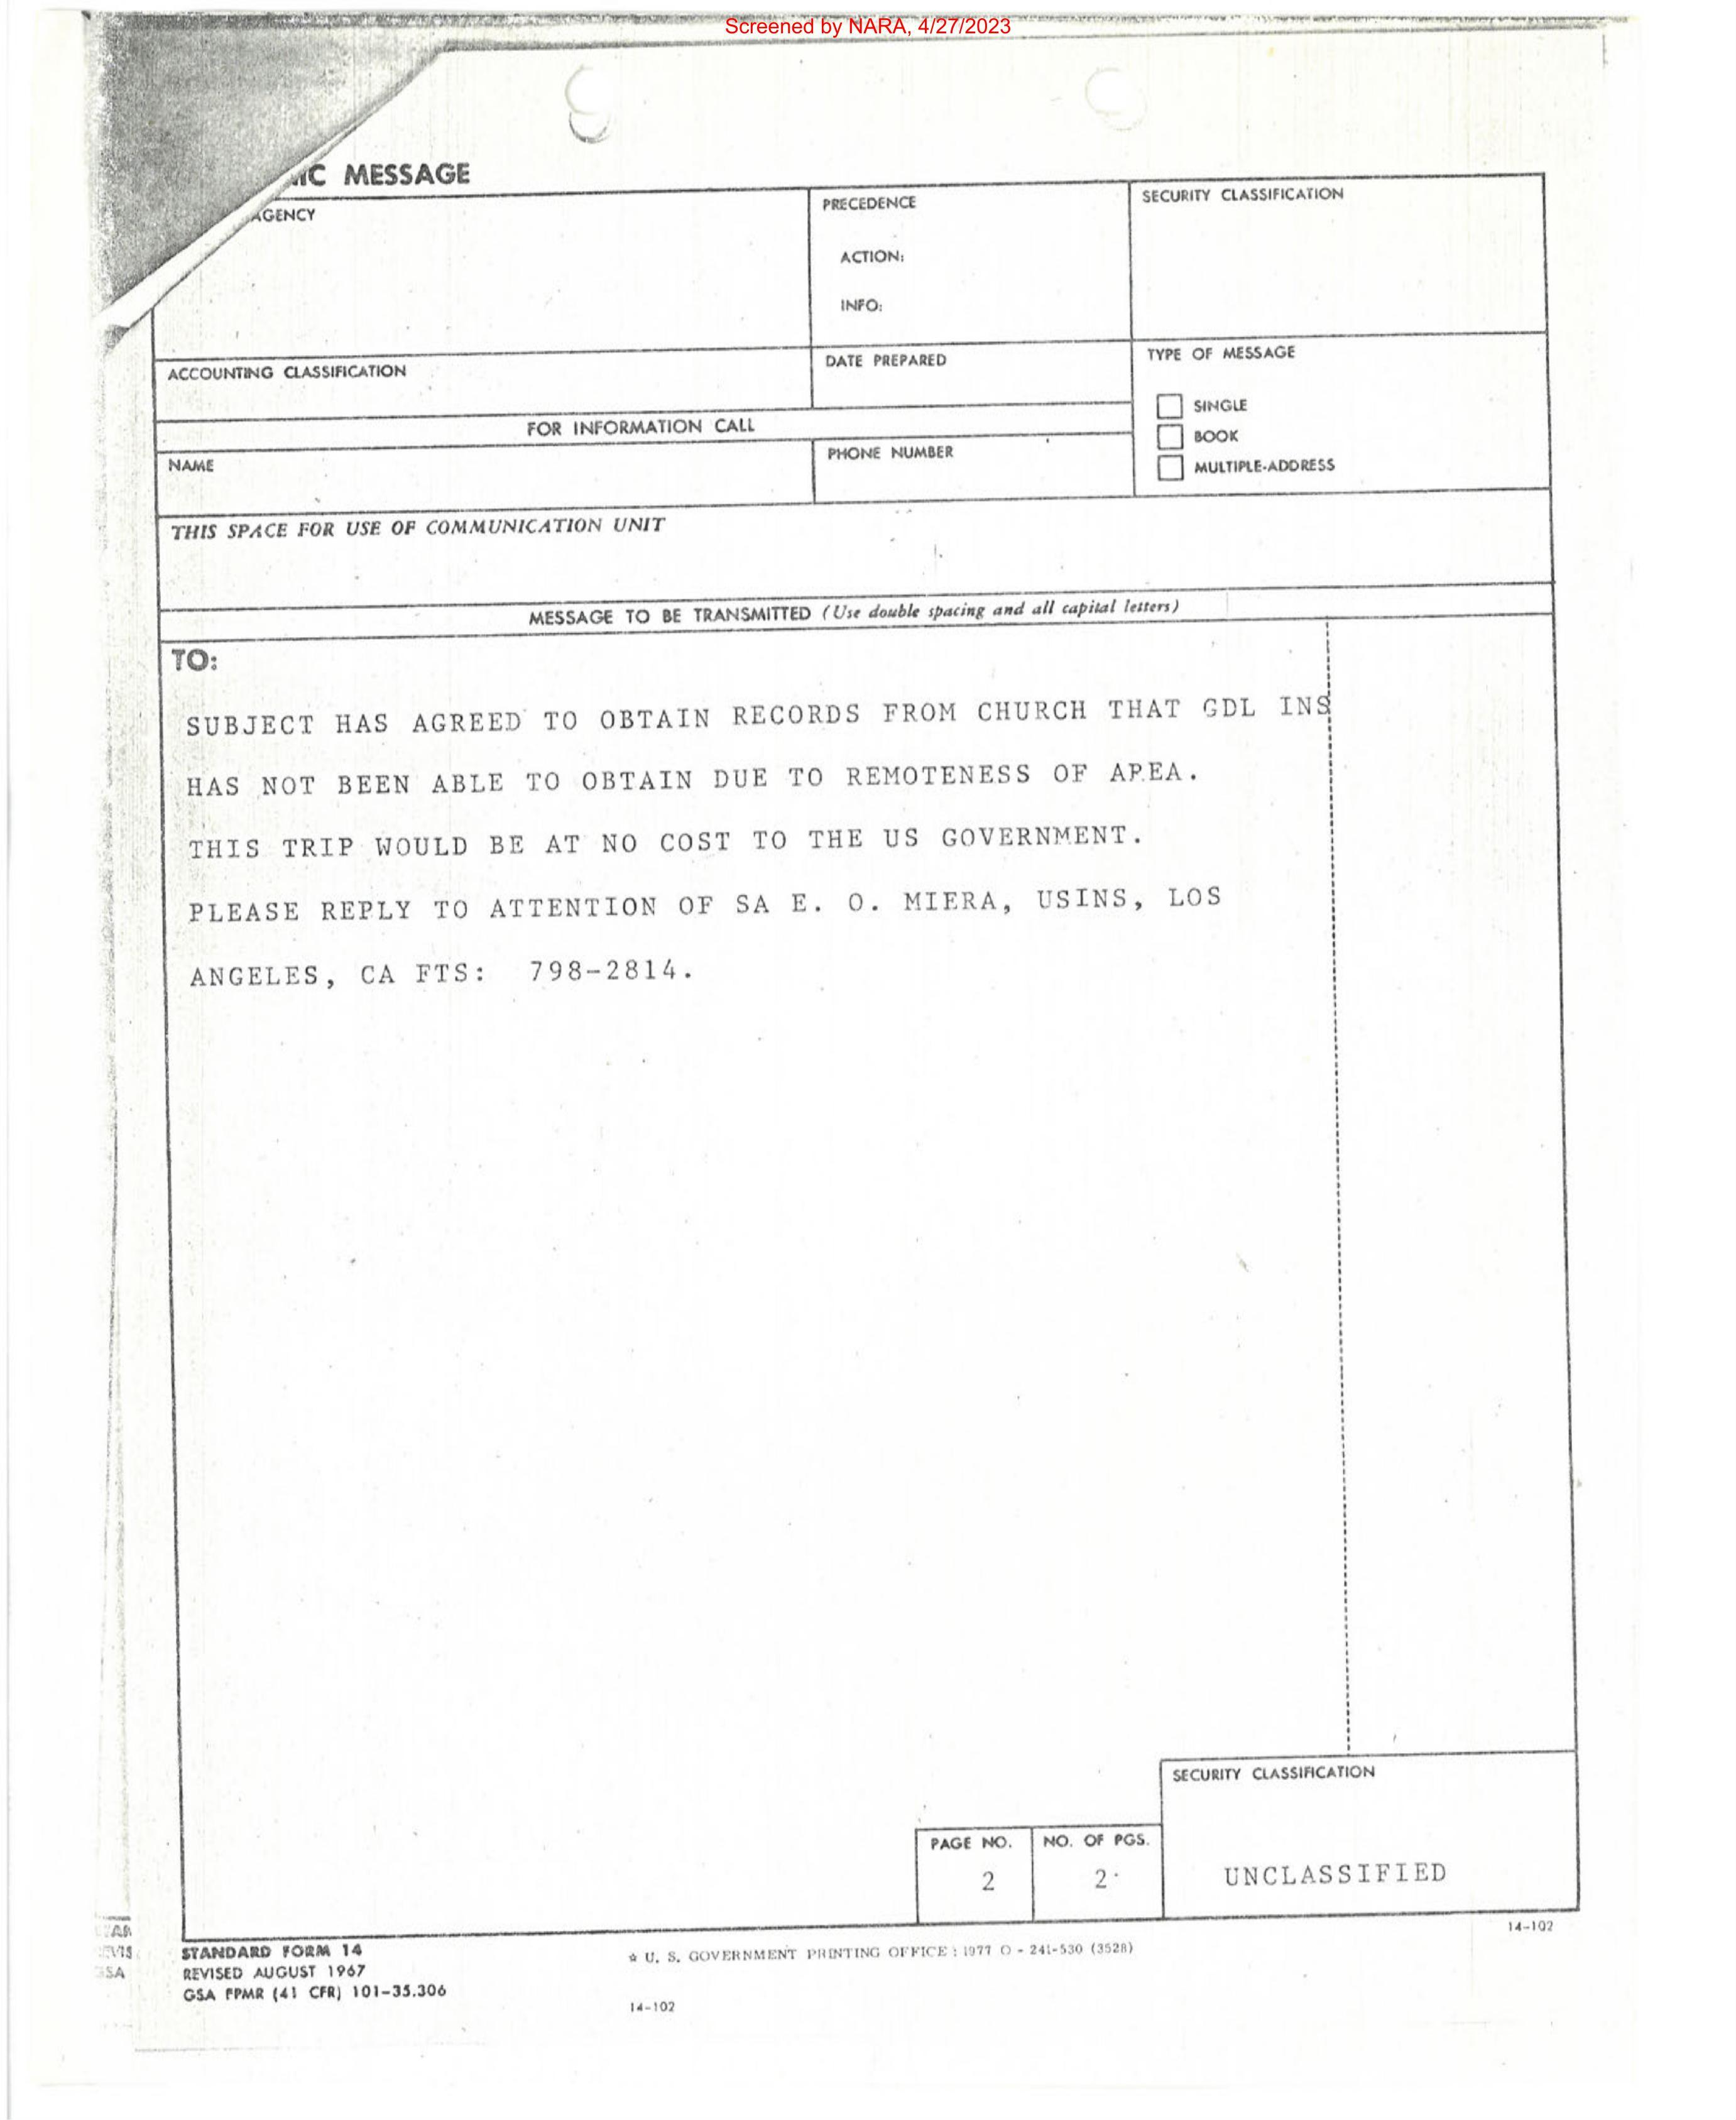 Screened by NARA, 4/27/2023
MESSAGE
AGENCY
PRECEDENCE
SECURITY CLASSIFICATION
ACTION:
INFO:
ACCOUNTING CLASSIFICATION
DATE PREPARED
TYPE OF MESSAGE
SINGLE
BOOK
MULTIPLE-ADDRESS
FOR INFORMATION CALL
NAME
PHONE NUMBER
THIS SPACE FOR USE OF COMMUNICATION UNIT
MESSAGE TO BE TRANSMITTED (Use double spacing and all capital letters)
TO:
SUBJECT HAS AGREED TO OBTAIN RECORDS FROM CHURCH THAT GDL INS
HAS NOT BEEN ABLE TO OBTAIN DUE TO REMOTENESS OF AREA.
THIS TRIP WOULD BE AT NO COST TO THE US GOVERNMENT.
PLEASE REPLY TO ATTENTION OF SA E. O. MIERA, USINS, LOS
ANGELES, CA FTS: 798-2814.
SECURITY CLASSIFICATION
PAGE NO.
NO. OF PGS.
2
2
UNCLASSIFIED
14-102
STANDARD FORM 14
REVISED AUGUST 1967
GSA FPMR (41 CFR) 101-35.306
☆ U. S. GOVERNMENT PRINTING OFFICE : 1977 O - 241-530 (3528)
14-102